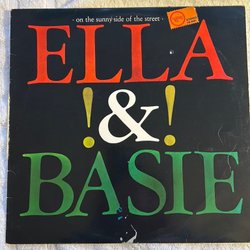 · on the sunny side of the street ·
ELLA
!&!
BASIE